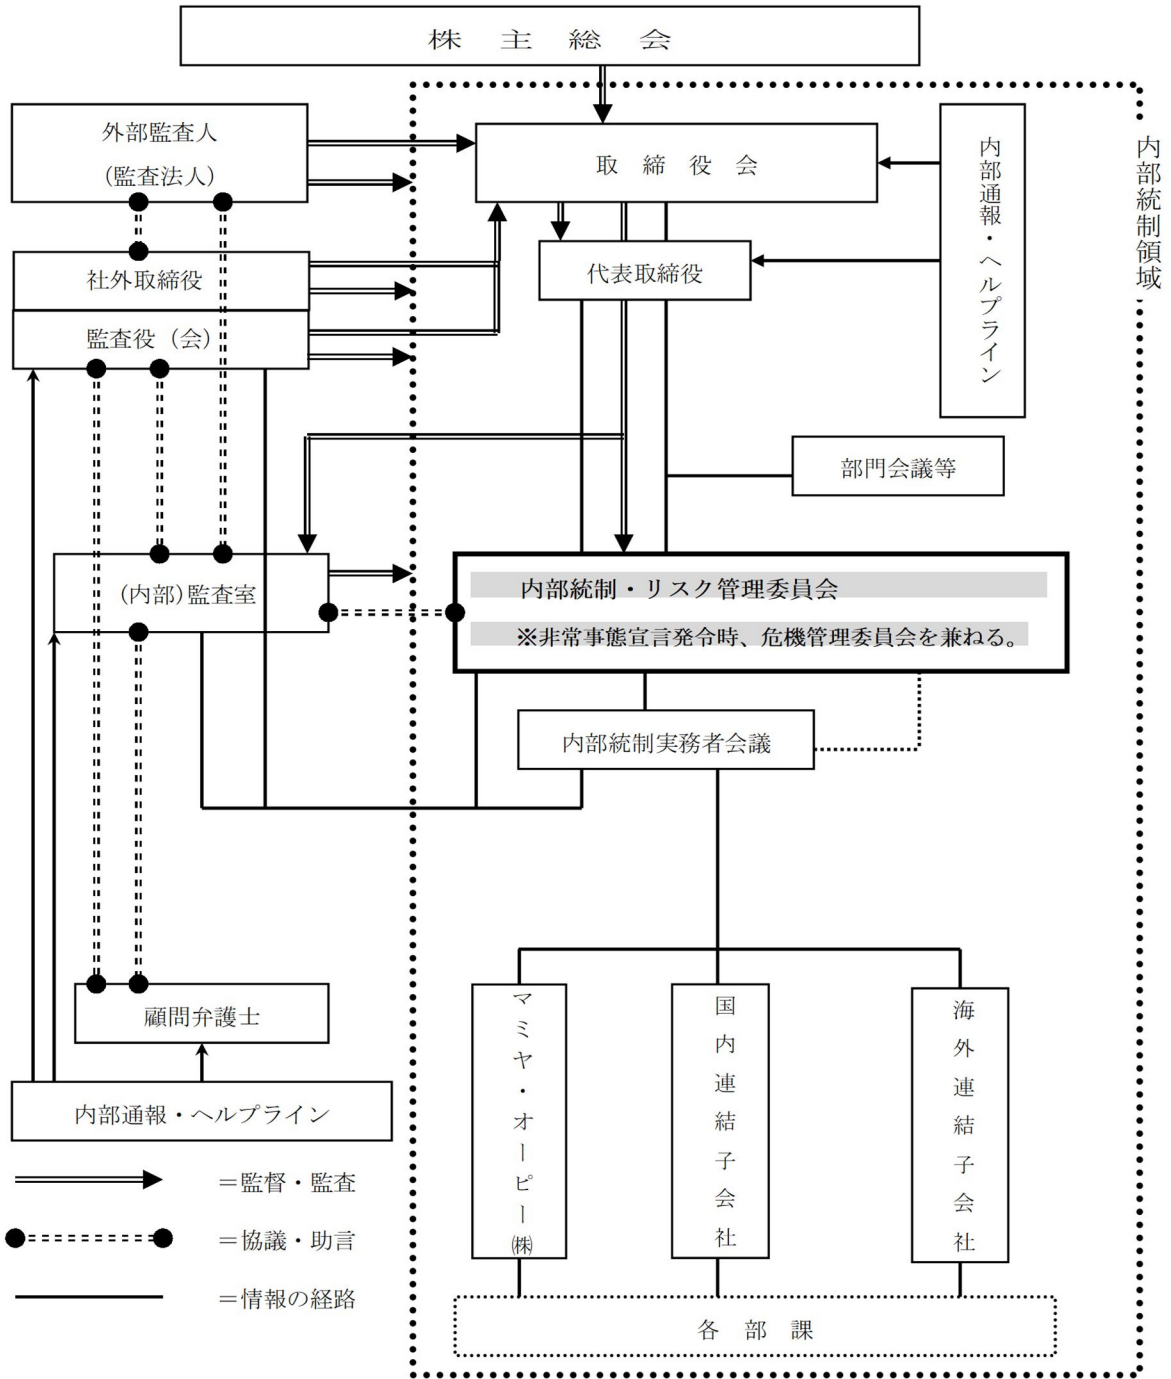 株 主 総 会
外部監査人
(監査法人)
取 締 役 会
内部通報・ヘルプライン
内部統制領域
社外取締役
代表取締役
監査役（会）
部門会議等
(内部)監査室
内部統制・リスク管理委員会
※非常事態宣言発令時、危機管理委員会を兼ねる。
内部統制実務者会議
顧問弁護士
内部通報・ヘルプライン
マミヤ・オーピー㈱
国内連結子会社
海外連結子会社
＝監督・監査
＝協議・助言
＝情報の経路
各 部 課